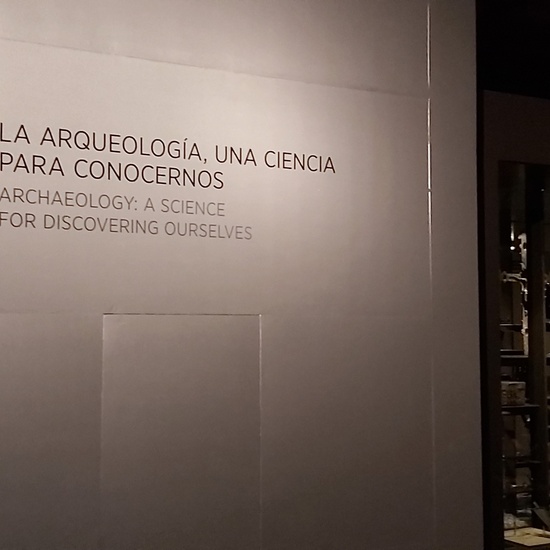 LA ARQUEOLOGÍA, UNA CIENCIA
PARA CONOCERNOS
ARCHAEOLOGY: A SCIENCE
FOR DISCOVERING OURSELVES